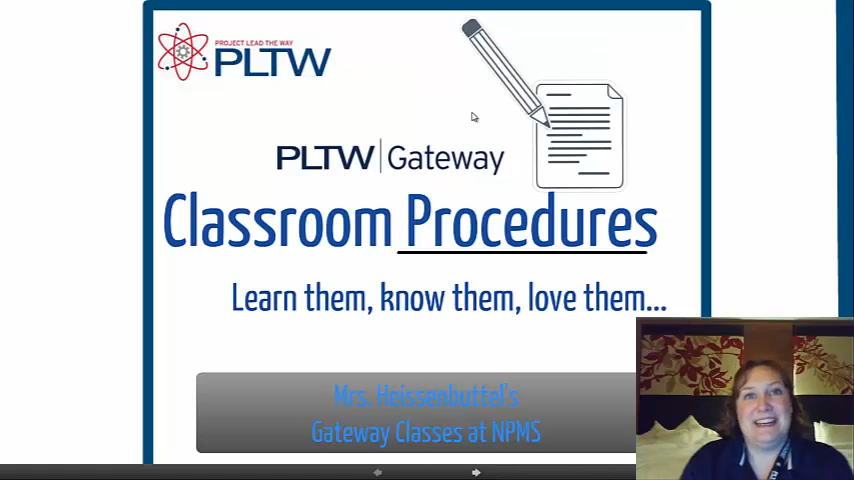 PROJECT LEAD THE WAY
PLTW
PLTW Gateway
Classroom Procedures
Learn them, know them, love them...
Mrs. Heissenbuttel's
Gateway Classes at NPMS